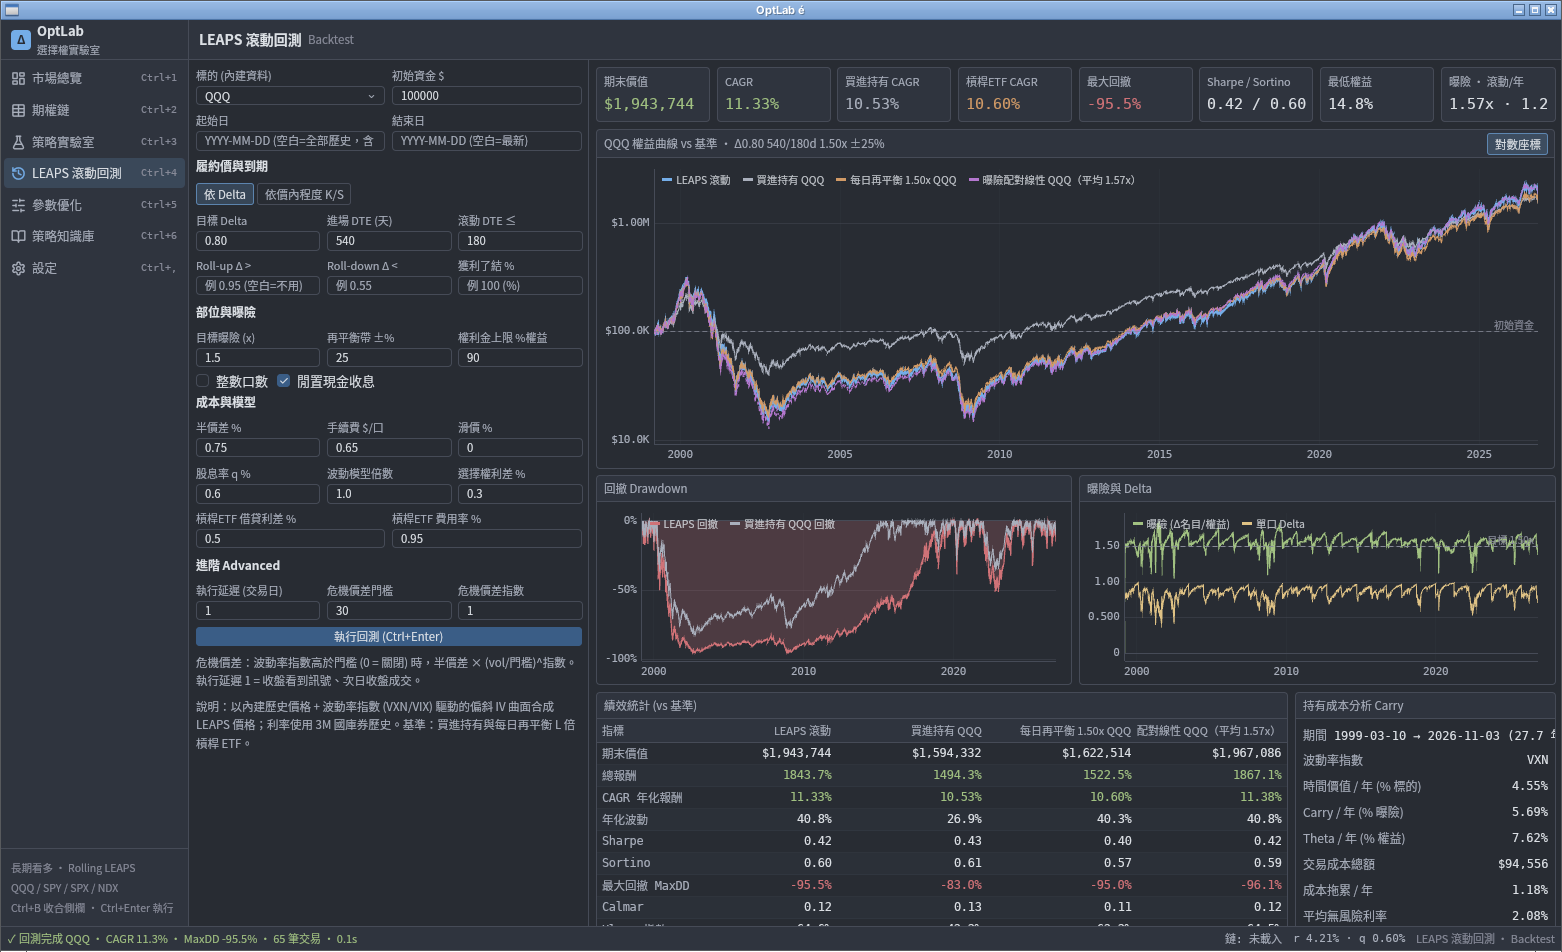 OptLab é
Δ
OptLab
選擇權實驗室
市場總覽 Ctrl+1
期權鏈 Ctrl+2
策略實驗室 Ctrl+3
LEAPS 滾動回測 Ctrl+4
參數優化 Ctrl+5
策略知識庫 Ctrl+6
設定 Ctrl+,
長期看多 · Rolling LEAPS
QQQ / SPY / SPX / NDX
Ctrl+B 收合側欄 · Ctrl+Enter 執行
LEAPS 滾動回測 Backtest
標的 (內建資料) 初始資金 $
QQQ 100000
起始日 結束日
YYYY-MM-DD (空白=全部歷史，含 YYYY-MM-DD (空白=最新)
履約價與到期
依 Delta 依價內程度 K/S
目標 Delta 進場 DTE (天) 滾動 DTE ≤
0.80 540 180
Roll-up Δ > Roll-down Δ < 獲利了結 %
例 0.95 (空白=不用) 例 0.55 例 100 (%)
部位與曝險
目標曝險 (x) 再平衡帶 ±% 權利金上限 %權益
1.5 25 90
整數口數 閒置現金收息
成本與模型
半價差 % 手續費 $/口 滑價 %
0.75 0.65 0
股息率 q % 波動模型倍數 選擇權利差 %
0.6 1.0 0.3
槓桿ETF 借貸利差 % 槓桿ETF 費用率 %
0.5 0.95
進階 Advanced
執行延遲 (交易日) 危機價差門檻 危機價差指數
1 30 1
執行回測 (Ctrl+Enter)
危機價差：波動率指數高於門檻 (0 = 關閉) 時，半價差 × (vol/門檻)^指數。
執行延遲 1 = 收盤看到訊號、次日收盤成交。
說明：以內建歷史價格 + 波動率指數 (VXN/VIX) 驅動的偏斜 IV 曲面合成
LEAPS 價格；利率使用 3M 國庫券歷史。基準：買進持有與每日再平衡 L 倍
槓桿 ETF。
期末價值 CAGR 買進持有 CAGR 槓桿ETF CAGR 最大回撤 Sharpe / Sortino 最低權益 曝險 · 滾動/年
$1,943,744 11.33% 10.53% 10.60% -95.5% 0.42 / 0.60 14.8% 1.57x · 1.2
QQQ 權益曲線 vs 基準 · Δ0.80 540/180d 1.50x ±25% 對數座標
LEAPS 滾動 買進持有 QQQ 每日再平衡 1.50x QQQ 曝險配對線性 QQQ（平均 1.57x）
$1.00M
$100.0K
初始資金
$10.0K
2000 2005 2010 2015 2020 2025
回撤 Drawdown
LEAPS 回撤 買進持有 QQQ 回撤
0%
-50%
-100%
2000 2010 2020
曝險與 Delta
曝險 (Δ名目/權益) 單口 Delta
1.50
1.00
0.500
0
2000 2010 2020
績效統計 (vs 基準)
指標 LEAPS 滾動 買進持有 QQQ 每日再平衡 1.50x QQQ 配對線性 QQQ（平均 1.57x）
期末價值 $1,943,744 $1,594,332 $1,622,514 $1,967,086
總報酬 1843.7% 1494.3% 1522.5% 1867.1%
CAGR 年化報酬 11.33% 10.53% 10.60% 11.38%
年化波動 40.8% 26.9% 40.3% 40.8%
Sharpe 0.42 0.43 0.40 0.42
Sortino 0.60 0.61 0.57 0.59
最大回撤 MaxDD -95.5% -83.0% -95.0% -96.1%
Calmar 0.12 0.13 0.11 0.12
持有成本分析 Carry
期間 1999-03-10 → 2026-11-03 (27.7
波動率指數 VXN
時間價值 / 年 (% 標的) 4.55%
Carry / 年 (% 曝險) 5.69%
Theta / 年 (% 權益) 7.62%
交易成本總額 $94,556
成本拖累 / 年 1.18%
平均無風險利率 2.08%
✓ 回測完成 QQQ · CAGR 11.3% · MaxDD -95.5% · 65 筆交易 · 0.1s
鏈: 未載入 r 4.21% · q 0.60% LEAPS 滾動回測 · Backtest